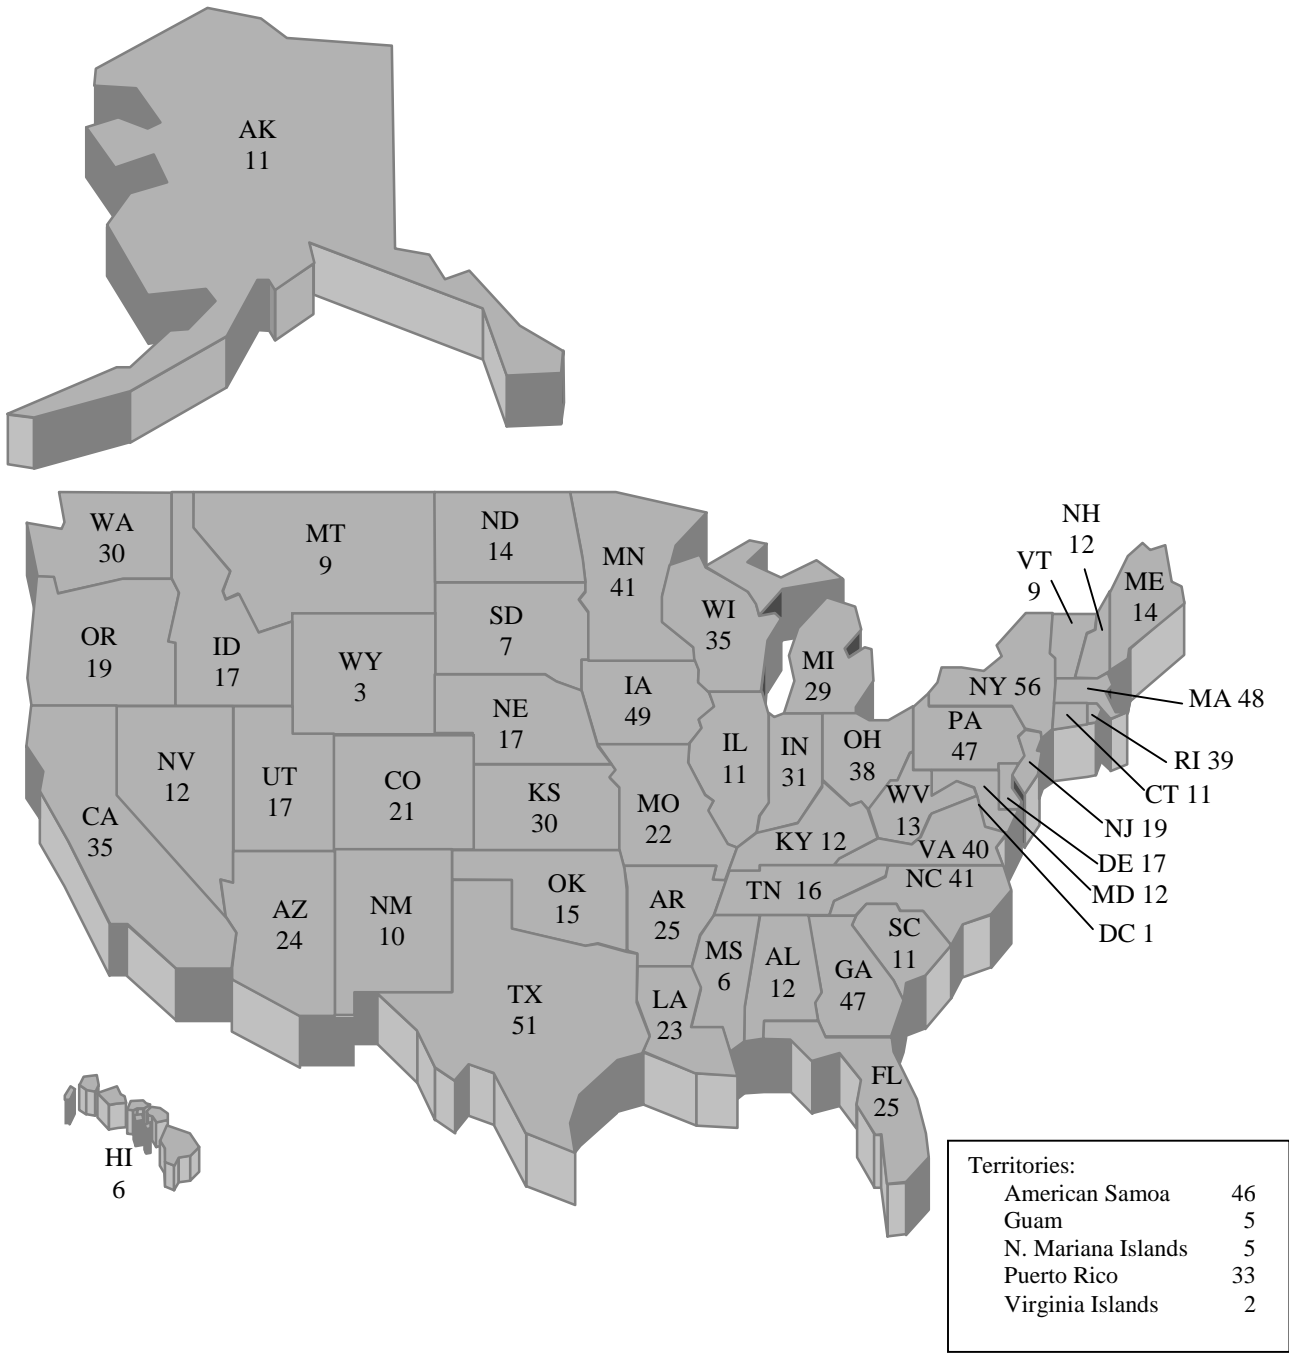 AK
11
WA
30
MT
9
ND
14
MN
41
NH
12
VT
9
ME
14
OR
19
ID
17
WY
3
SD
7
WI
35
MI
29
NY 56
MA 48
IA
49
NE
17
PA
47
RI 39
NV
12
UT
17
CO
21
KS
30
MO
22
IL
11
IN
31
OH
38
WV
13
CT 11
CA
35
KY 12
VA 40
NJ 19
DE 17
MD 12
DC 1
AZ
24
NM
10
OK
15
AR
25
TN 16
NC 41
SC
11
MS
6
AL
12
GA
47
TX
51
LA
23
FL
25
HI
6
Territories:
American Samoa 46
Guam 5
N. Mariana Islands 5
Puerto Rico 33
Virginia Islands 2